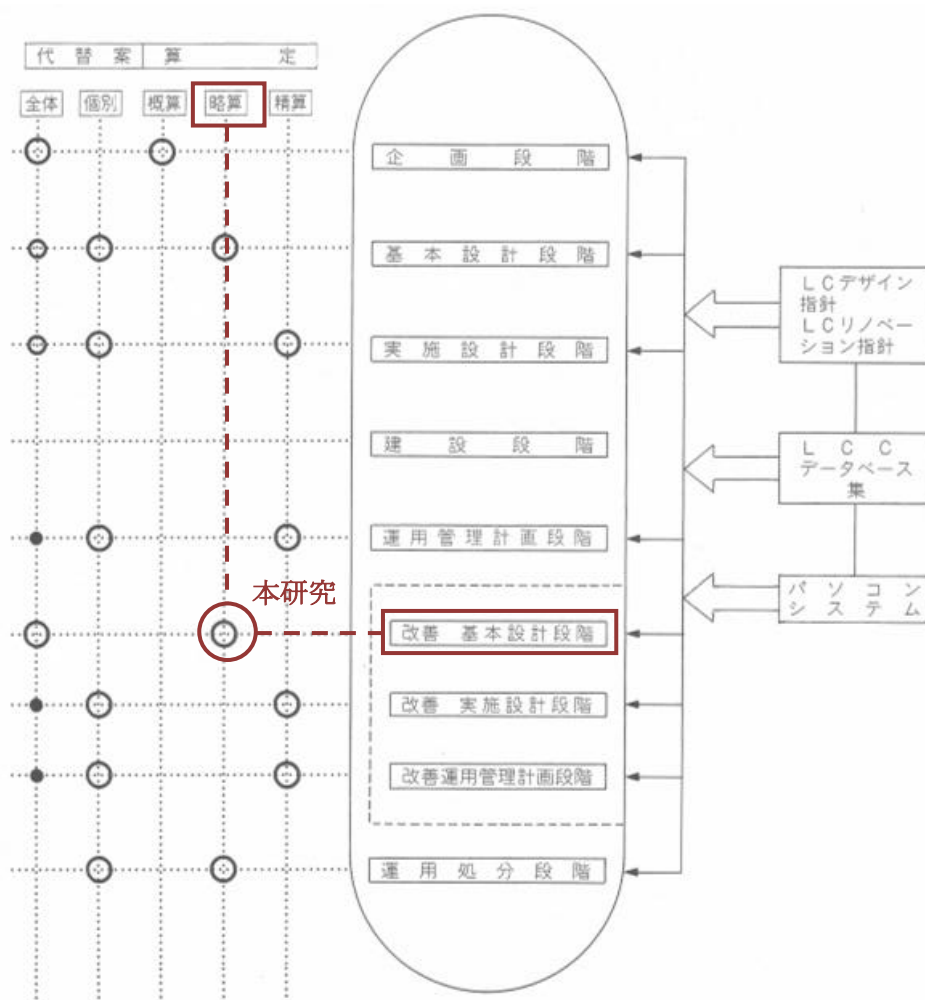 代替案 算定
全体 個別 概算 略算 精算
企画段階
基本設計段階
実施設計段階
建設段階
運用管理計画段階
本研究
改善 基本設計段階
改善 実施設計段階
改善運用管理計画段階
運用処分段階
LCデザイン
指針
LCリノベー
ション指針
LCC
データベース
集
パソコン
システム